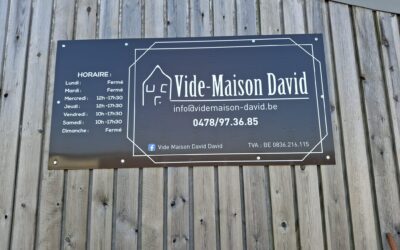 HORAIRE :
Lundi : Fermé
Mardi : Fermé
Mercredi : 12h -17h30
Jeudi : 12h -17h30
Vendredi : 10h -17h30
Samedi : 10h -17h30
Dimanche : Fermé
Vide-Maison David
info@videmaison-david.be
0478/97.36.85
Vide Maison David David
TVA . BE 0836.216.115